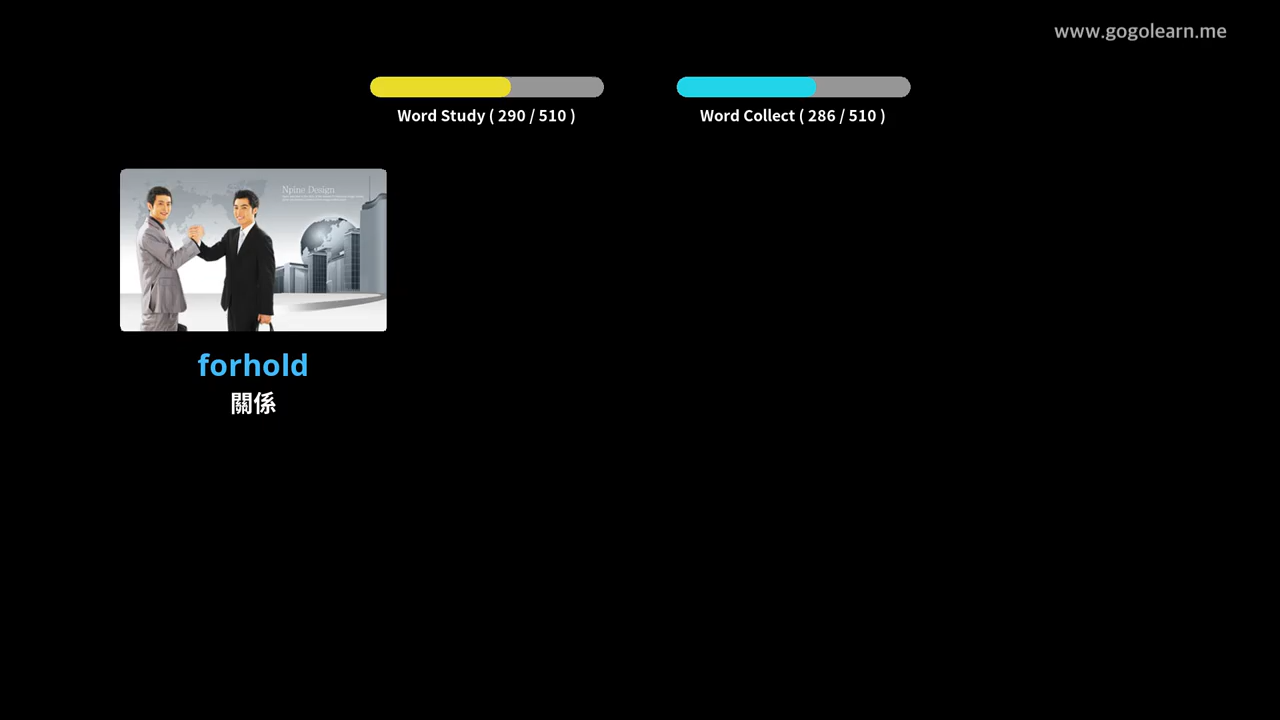 www.gogolearn.me
Word Study ( 290 / 510 )
Word Collect ( 286 / 510 )
Npine Design
forhold
關係